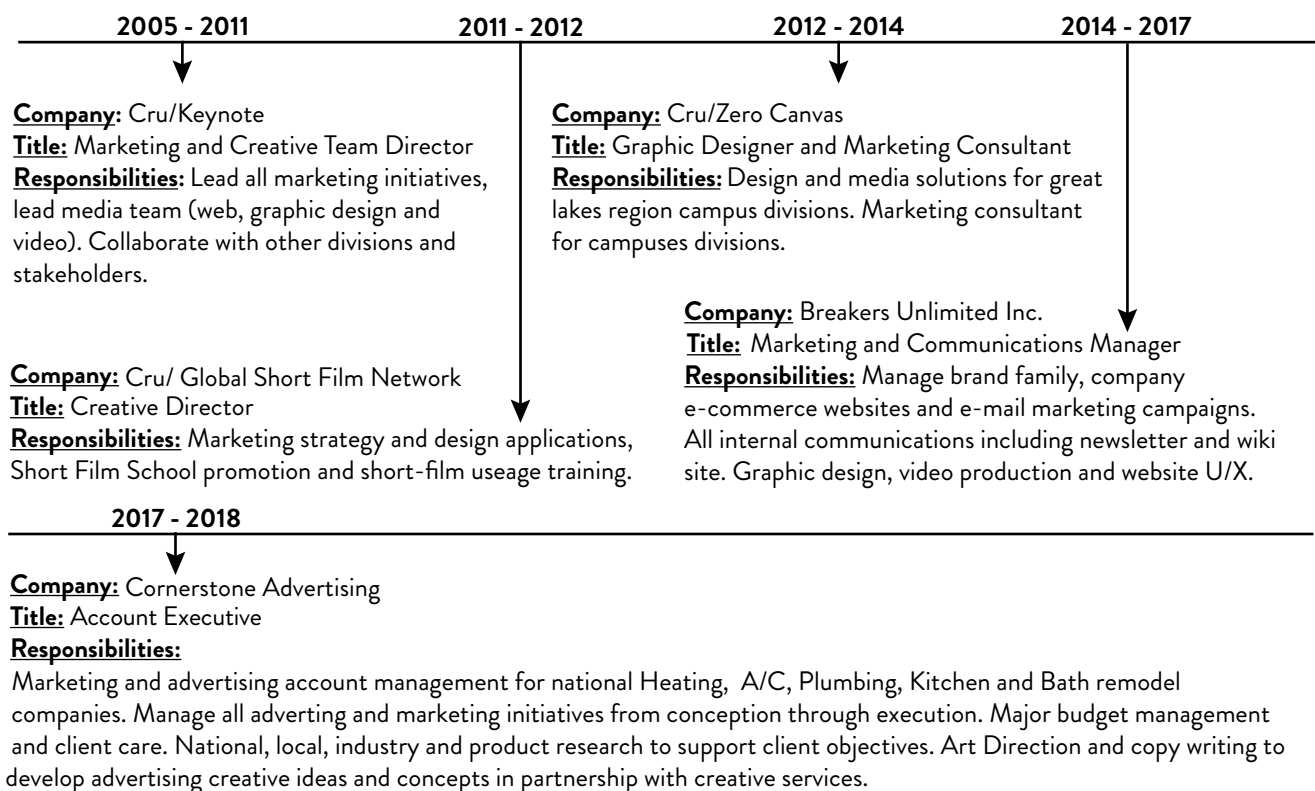 2005 - 2011 2011 - 2012 2012 - 2014 2014 - 2017
Company: Cru/Keynote
Title: Marketing and Creative Team Director
Responsibilities: Lead all marketing initiatives,
lead media team (web, graphic design and
video). Collaborate with other divisions and
stakeholders.
Company: Cru/ Global Short Film Network
Title: Creative Director
Responsibilities: Marketing strategy and design applications,
Short Film School promotion and short-film useage training.
Company: Cru/Zero Canvas
Title: Graphic Designer and Marketing Consultant
Responsibilities: Design and media solutions for great
lakes region campus divisions. Marketing consultant
for campuses divisions.
Company: Breakers Unlimited Inc.
Title: Marketing and Communications Manager
Responsibilities: Manage brand family, company
e-commerce websites and e-mail marketing campaigns.
All internal communications including newsletter and wiki
site. Graphic design, video production and website U/X.
2017 - 2018
Company: Cornerstone Advertising
Title: Account Executive
Responsibilities:
Marketing and advertising account management for national Heating, A/C, Plumbing, Kitchen and Bath remodel
companies. Manage all adverting and marketing initiatives from conception through execution. Major budget management
and client care. National, local, industry and product research to support client objectives. Art Direction and copy writing to
develop advertising creative ideas and concepts in partnership with creative services.